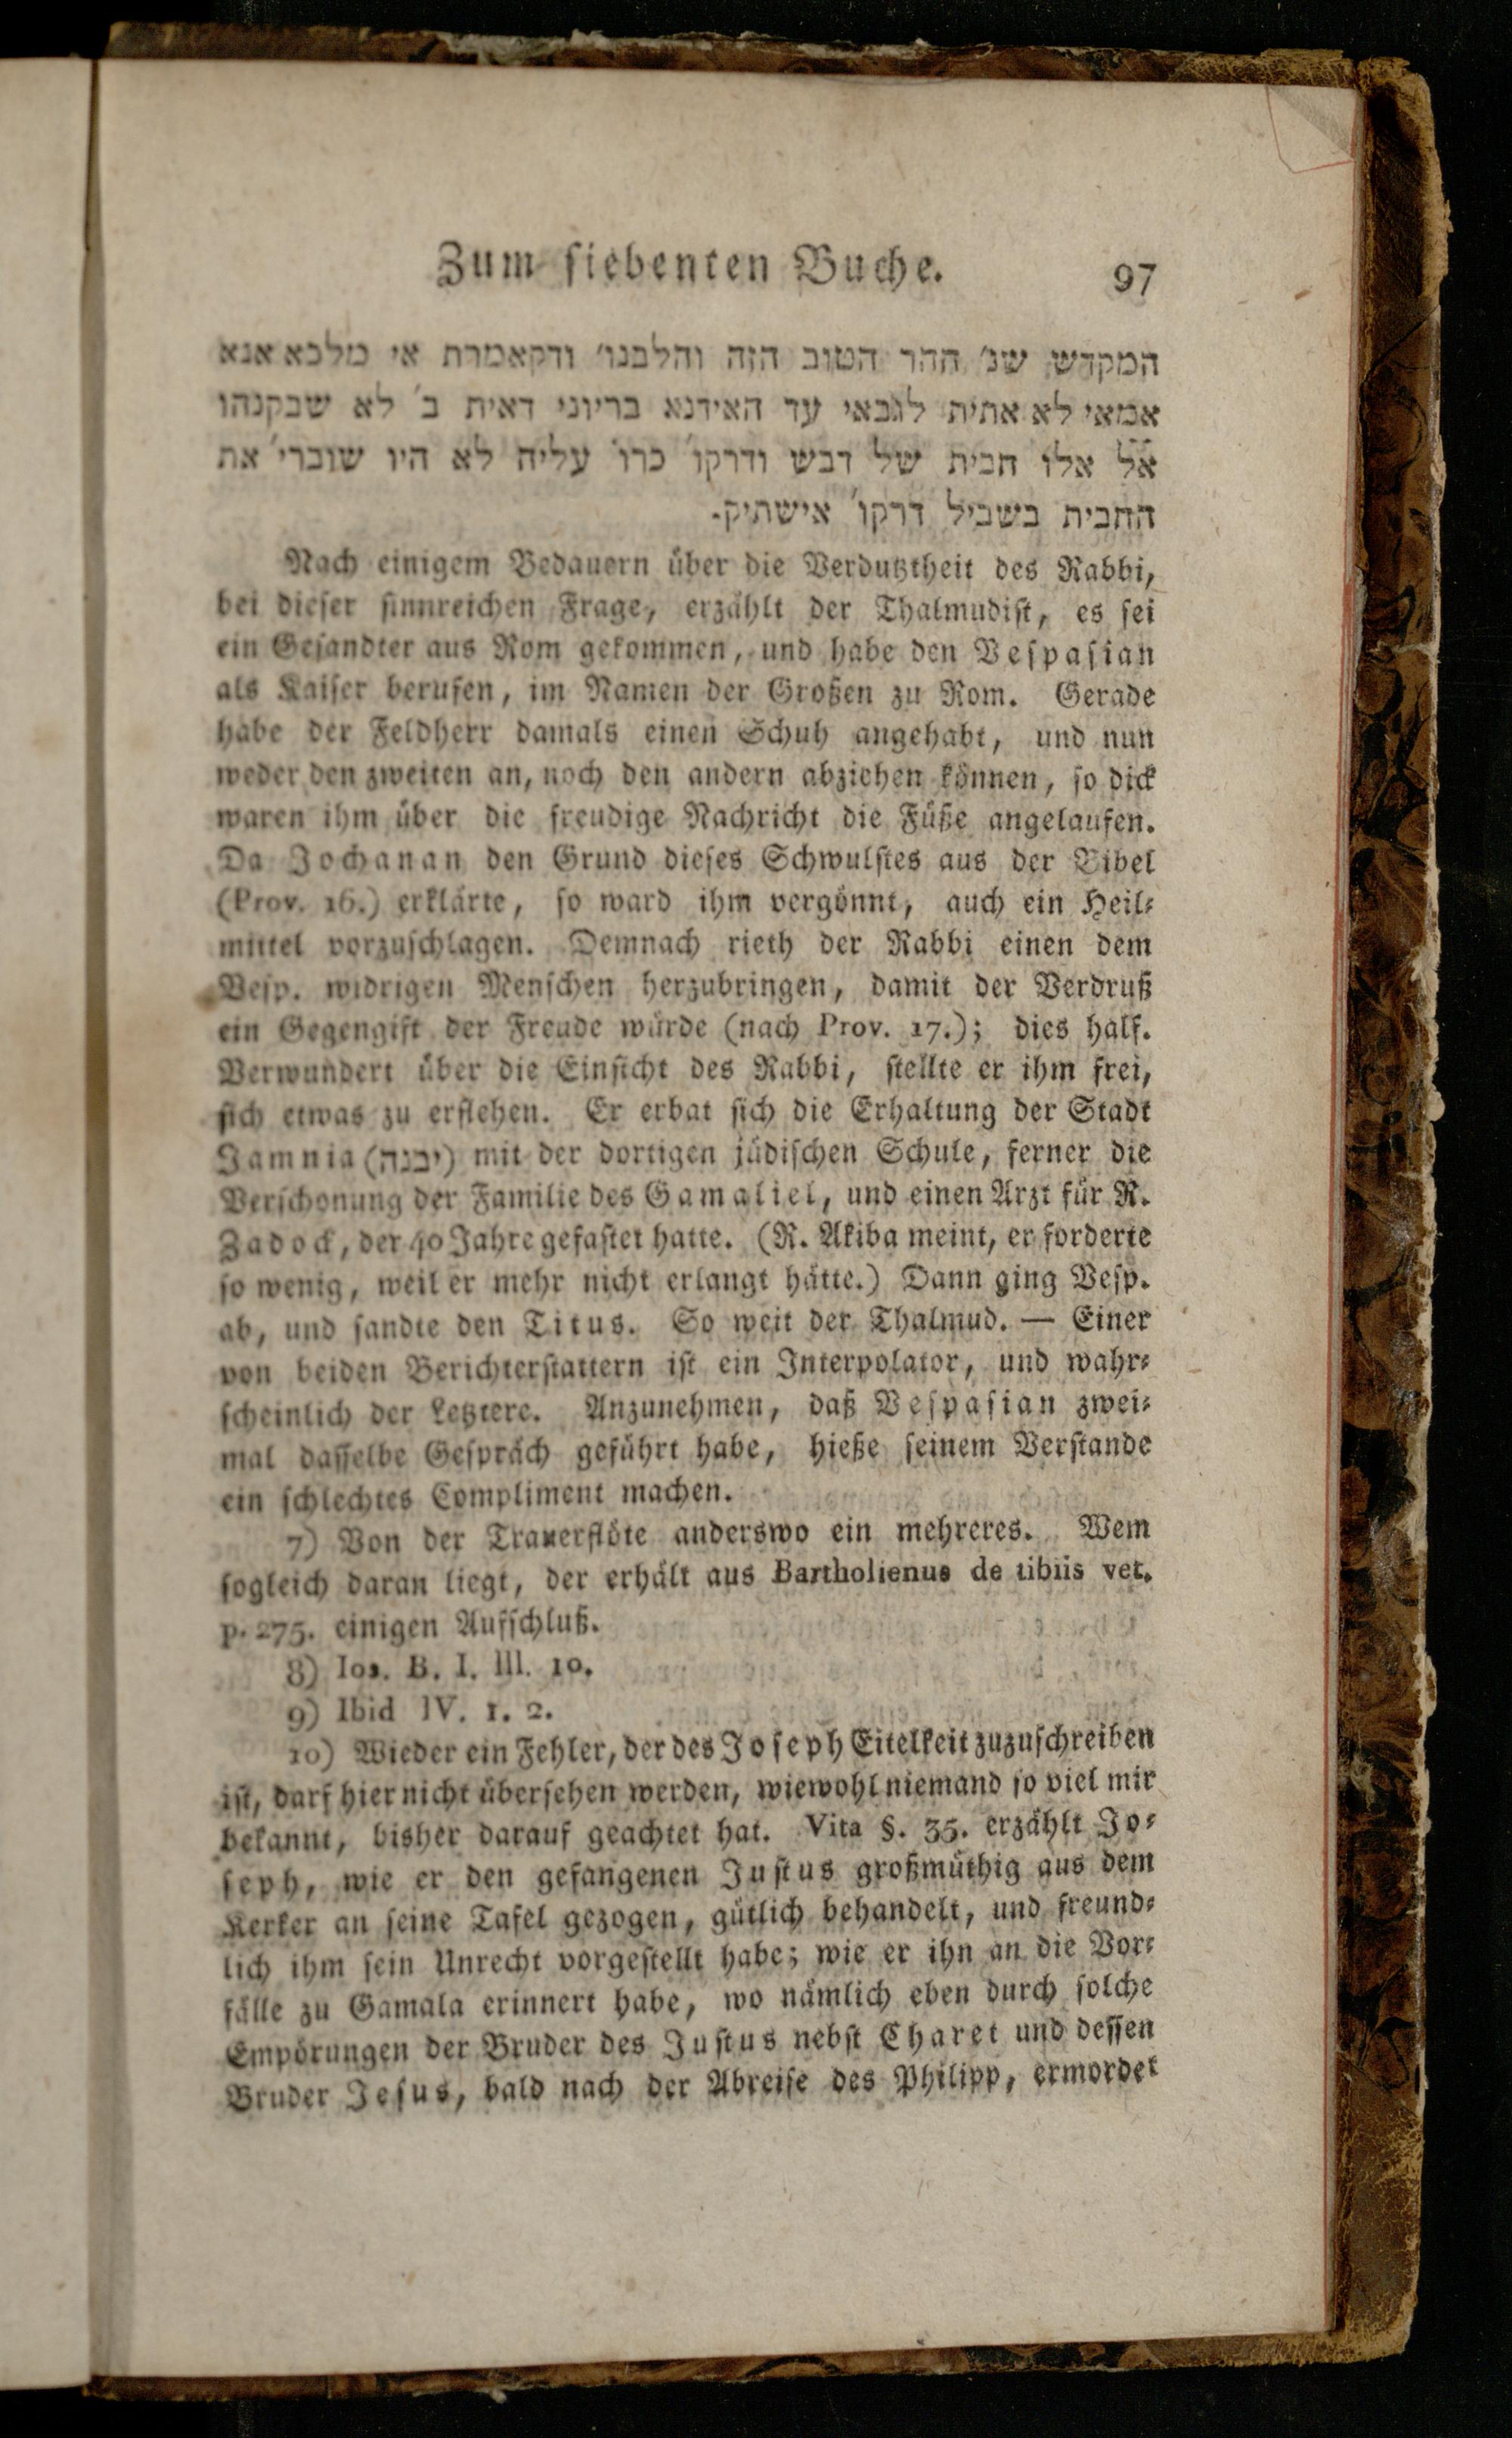 Zum siebenten Buche. 97
המקדש שנ׳ ההר הטוב הזה והלבנו׳ ודקאמרת אי מלכא אנא
אמאי לא אתית לגבאי עד האידנא בריוני דאית ב׳ לא שבקנהו
אל אלו חבית של דבש ודרקו׳ כרו׳ עליה לא היו שוברי׳ את
החבית בשביל דרקו׳ אישתיק.
Nach einigem Bedauern über die Verdutztheit des Rabbi,
bei dieser sinnreichen Frage, erzählt der Thalmudist, es sei
ein Gesandter aus Rom gekommen, und habe den Vespasian
als Kaiser berufen, im Namen der Großen zu Rom. Gerade
habe der Feldherr damals einen Schuh angehabt, und nun
weder den zweiten an, noch den andern abziehen können, so dick
waren ihm über die freudige Nachricht die Füße angelaufen.
Da Jochanan den Grund dieses Schwulstes aus der Bibel
(Prov. 16.) erklärte, so ward ihm vergönnt, auch ein Heil-
mittel vorzuschlagen. Demnach rieth der Rabbi einen dem
Vesp. widrigen Menschen herzubringen, damit der Verdruß
ein Gegengift der Freude würde (nach Prov. 17.); dies half.
Verwundert über die Einsicht des Rabbi, stellte er ihm frei,
sich etwas zu erflehen. Er erbat sich die Erhaltung der Stadt
Jamnia (יבנה) mit der dortigen jüdischen Schule, ferner die
Verschonung der Familie des Gamaliel, und einen Arzt für R.
Zadock, der 40 Jahre gefastet hatte. (R. Akiba meint, er forderte
so wenig, weil er mehr nicht erlangt hätte.) Dann ging Vesp.
ab, und sandte den Titus. So weit der Thalmud. — Einer
von beiden Berichterstattern ist ein Interpolator, und wahr-
scheinlich der Letztere. Anzunehmen, daß Vespasian zwei-
mal dasselbe Gespräch geführt habe, hieße seinem Verstande
ein schlechtes Compliment machen.
7) Von der Trauerflöte anderswo ein mehreres. Wem
sogleich daran liegt, der erhält aus Bartholienus de tibiis vet.
p. 275. einigen Aufschluß.
8) Ios. B. I. III. 10.
9) Ibid IV. 1. 2.
10) Wieder ein Fehler, der des Joseph Eitelkeit zuzuschreiben
ist, darf hier nicht übersehen werden, wiewohl niemand so viel mir
bekannt, bisher darauf geachtet hat. Vita §. 35. erzählt Jo-
seph, wie er den gefangenen Justus großmüthig aus dem
Kerker an seine Tafel gezogen, gütlich behandelt, und freund-
lich ihm sein Unrecht vorgestellt habe; wie er ihn an die Vor-
fälle zu Gamala erinnert habe, wo nämlich eben durch solche
Empörungen der Bruder des Justus nebst Charet und dessen
Bruder Jesus, bald nach der Abreise des Philipp, ermordet